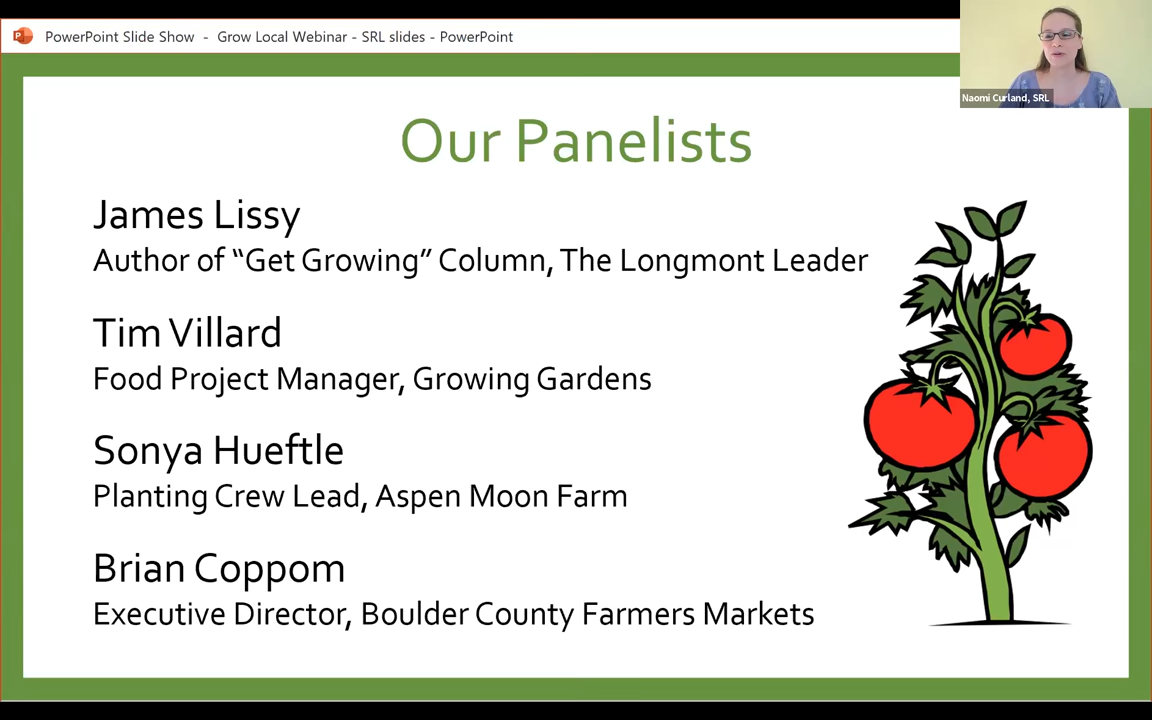 PowerPoint Slide Show - Grow Local Webinar - SRL slides - PowerPoint
Naomi Curland, SRL
Our Panelists
James Lissy
Author of “Get Growing” Column, The Longmont Leader
Tim Villard
Food Project Manager, Growing Gardens
Sonya Hueftle
Planting Crew Lead, Aspen Moon Farm
Brian Coppom
Executive Director, Boulder County Farmers Markets